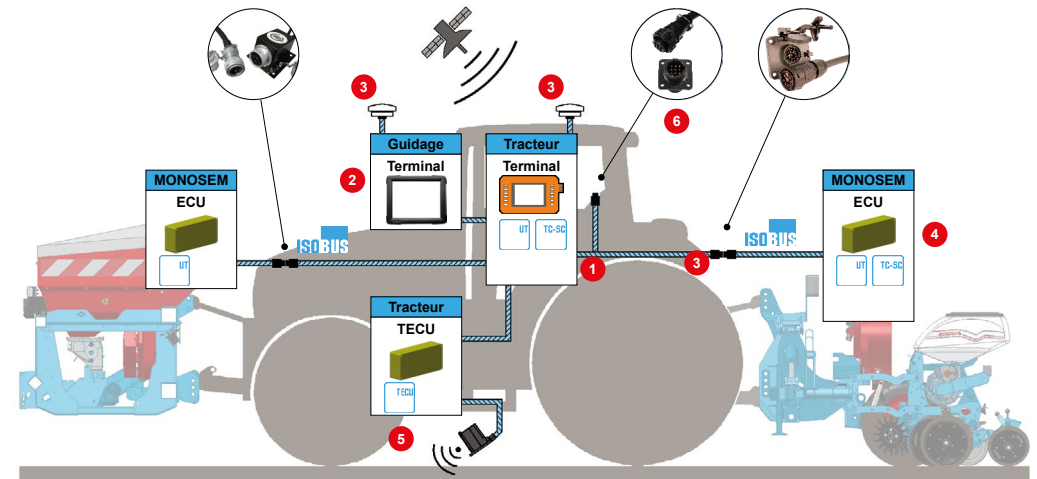 3
3
6
Guidage
Terminal
2
Tracteur
Terminal
UT
TC-SC
MONOSEM
ECU
UT
ISOBUS
MONOSEM
ECU
UT
TC-SC
4
ISOBUS
1
3
Tracteur
TECU
TECU
5